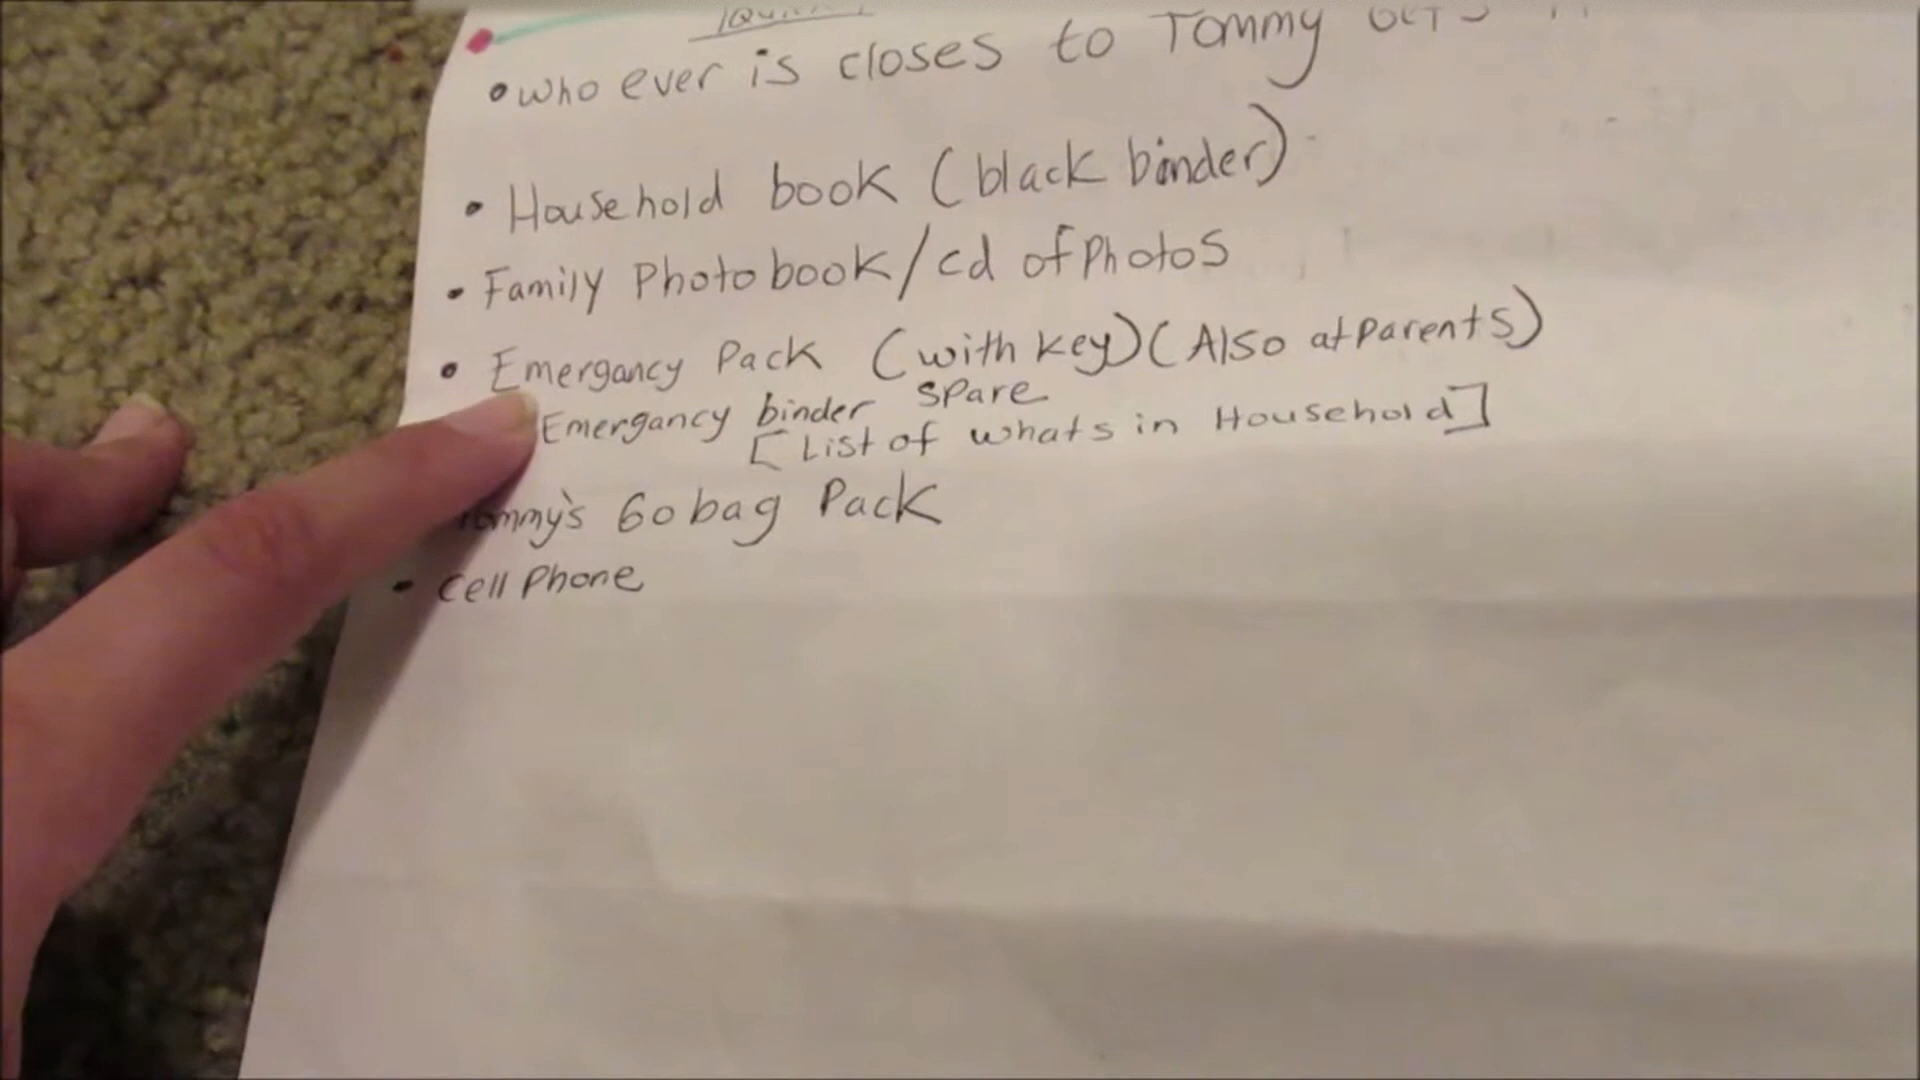 • who ever is closes to Tommy
• Household book (black binder)
• Family Photobook/cd of Photos
• Emergancy Pack (with key) (Also at parents)
Emergancy binder spare
[List of whats in Household]
Tommy's Go bag Pack
• Cell Phone